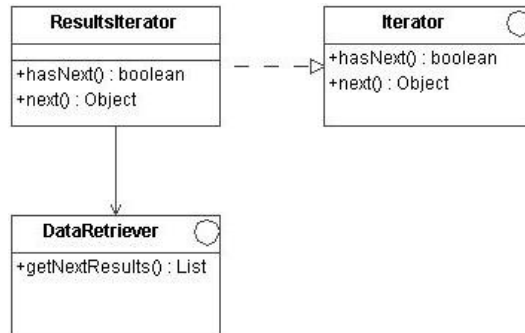 ResultsIterator
+hasNext() : boolean
+next() : Object
Iterator
+hasNext() : boolean
+next() : Object
DataRetriever
+getNextResults() : List